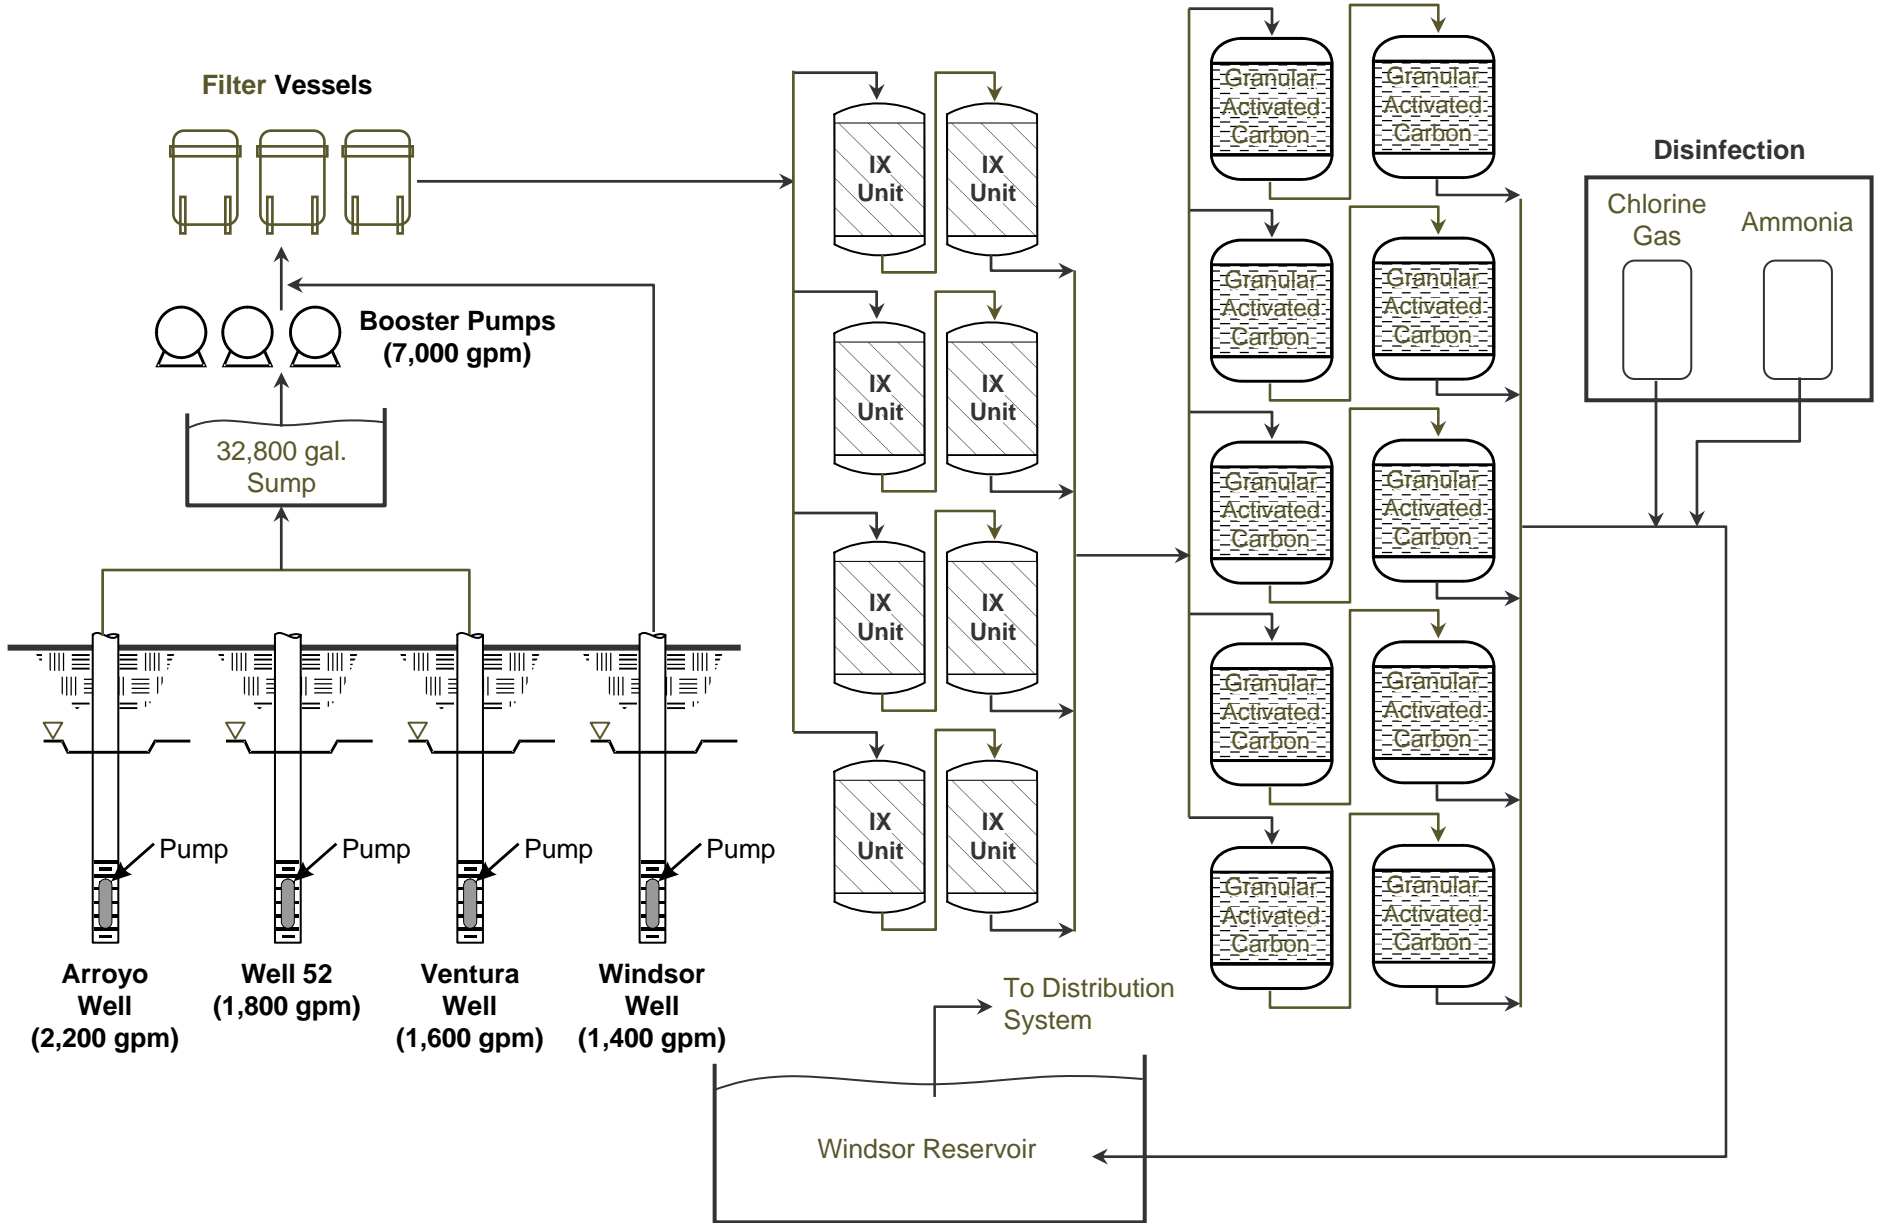 Filter Vessels
Booster Pumps
(7,000 gpm)
32,800 gal.
Sump
Pump
Pump
Pump
Pump
Arroyo
Well
(2,200 gpm)
Well 52
(1,800 gpm)
Ventura
Well
(1,600 gpm)
Windsor
Well
(1,400 gpm)
IX
Unit
IX
Unit
IX
Unit
IX
Unit
IX
Unit
IX
Unit
IX
Unit
IX
Unit
Granular
Activated
Carbon
Granular
Activated
Carbon
Granular
Activated
Carbon
Granular
Activated
Carbon
Granular
Activated
Carbon
Granular
Activated
Carbon
Granular
Activated
Carbon
Granular
Activated
Carbon
Granular
Activated
Carbon
Granular
Activated
Carbon
Disinfection
Chlorine
Gas
Ammonia
To Distribution
System
Windsor Reservoir